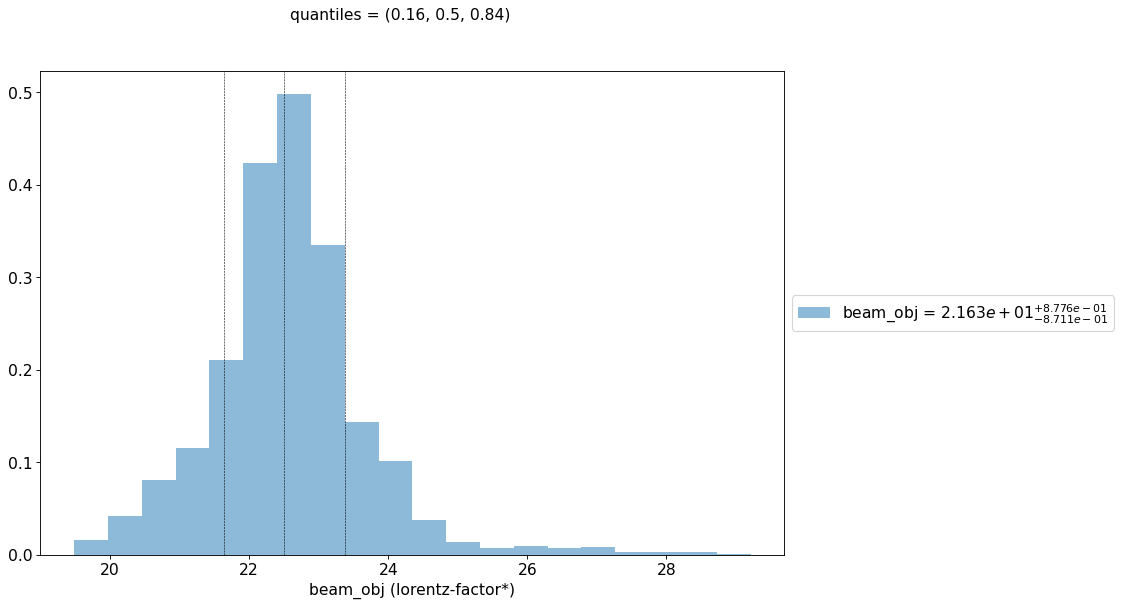 quantiles = (0.16, 0.5, 0.84)
0.5
0.4
0.3
0.2
0.1
0.0
20 22 24 26 28
beam_obj (lorentz-factor*)
beam_obj = 2.163e + 01 +8.776e−01 −8.711e−01